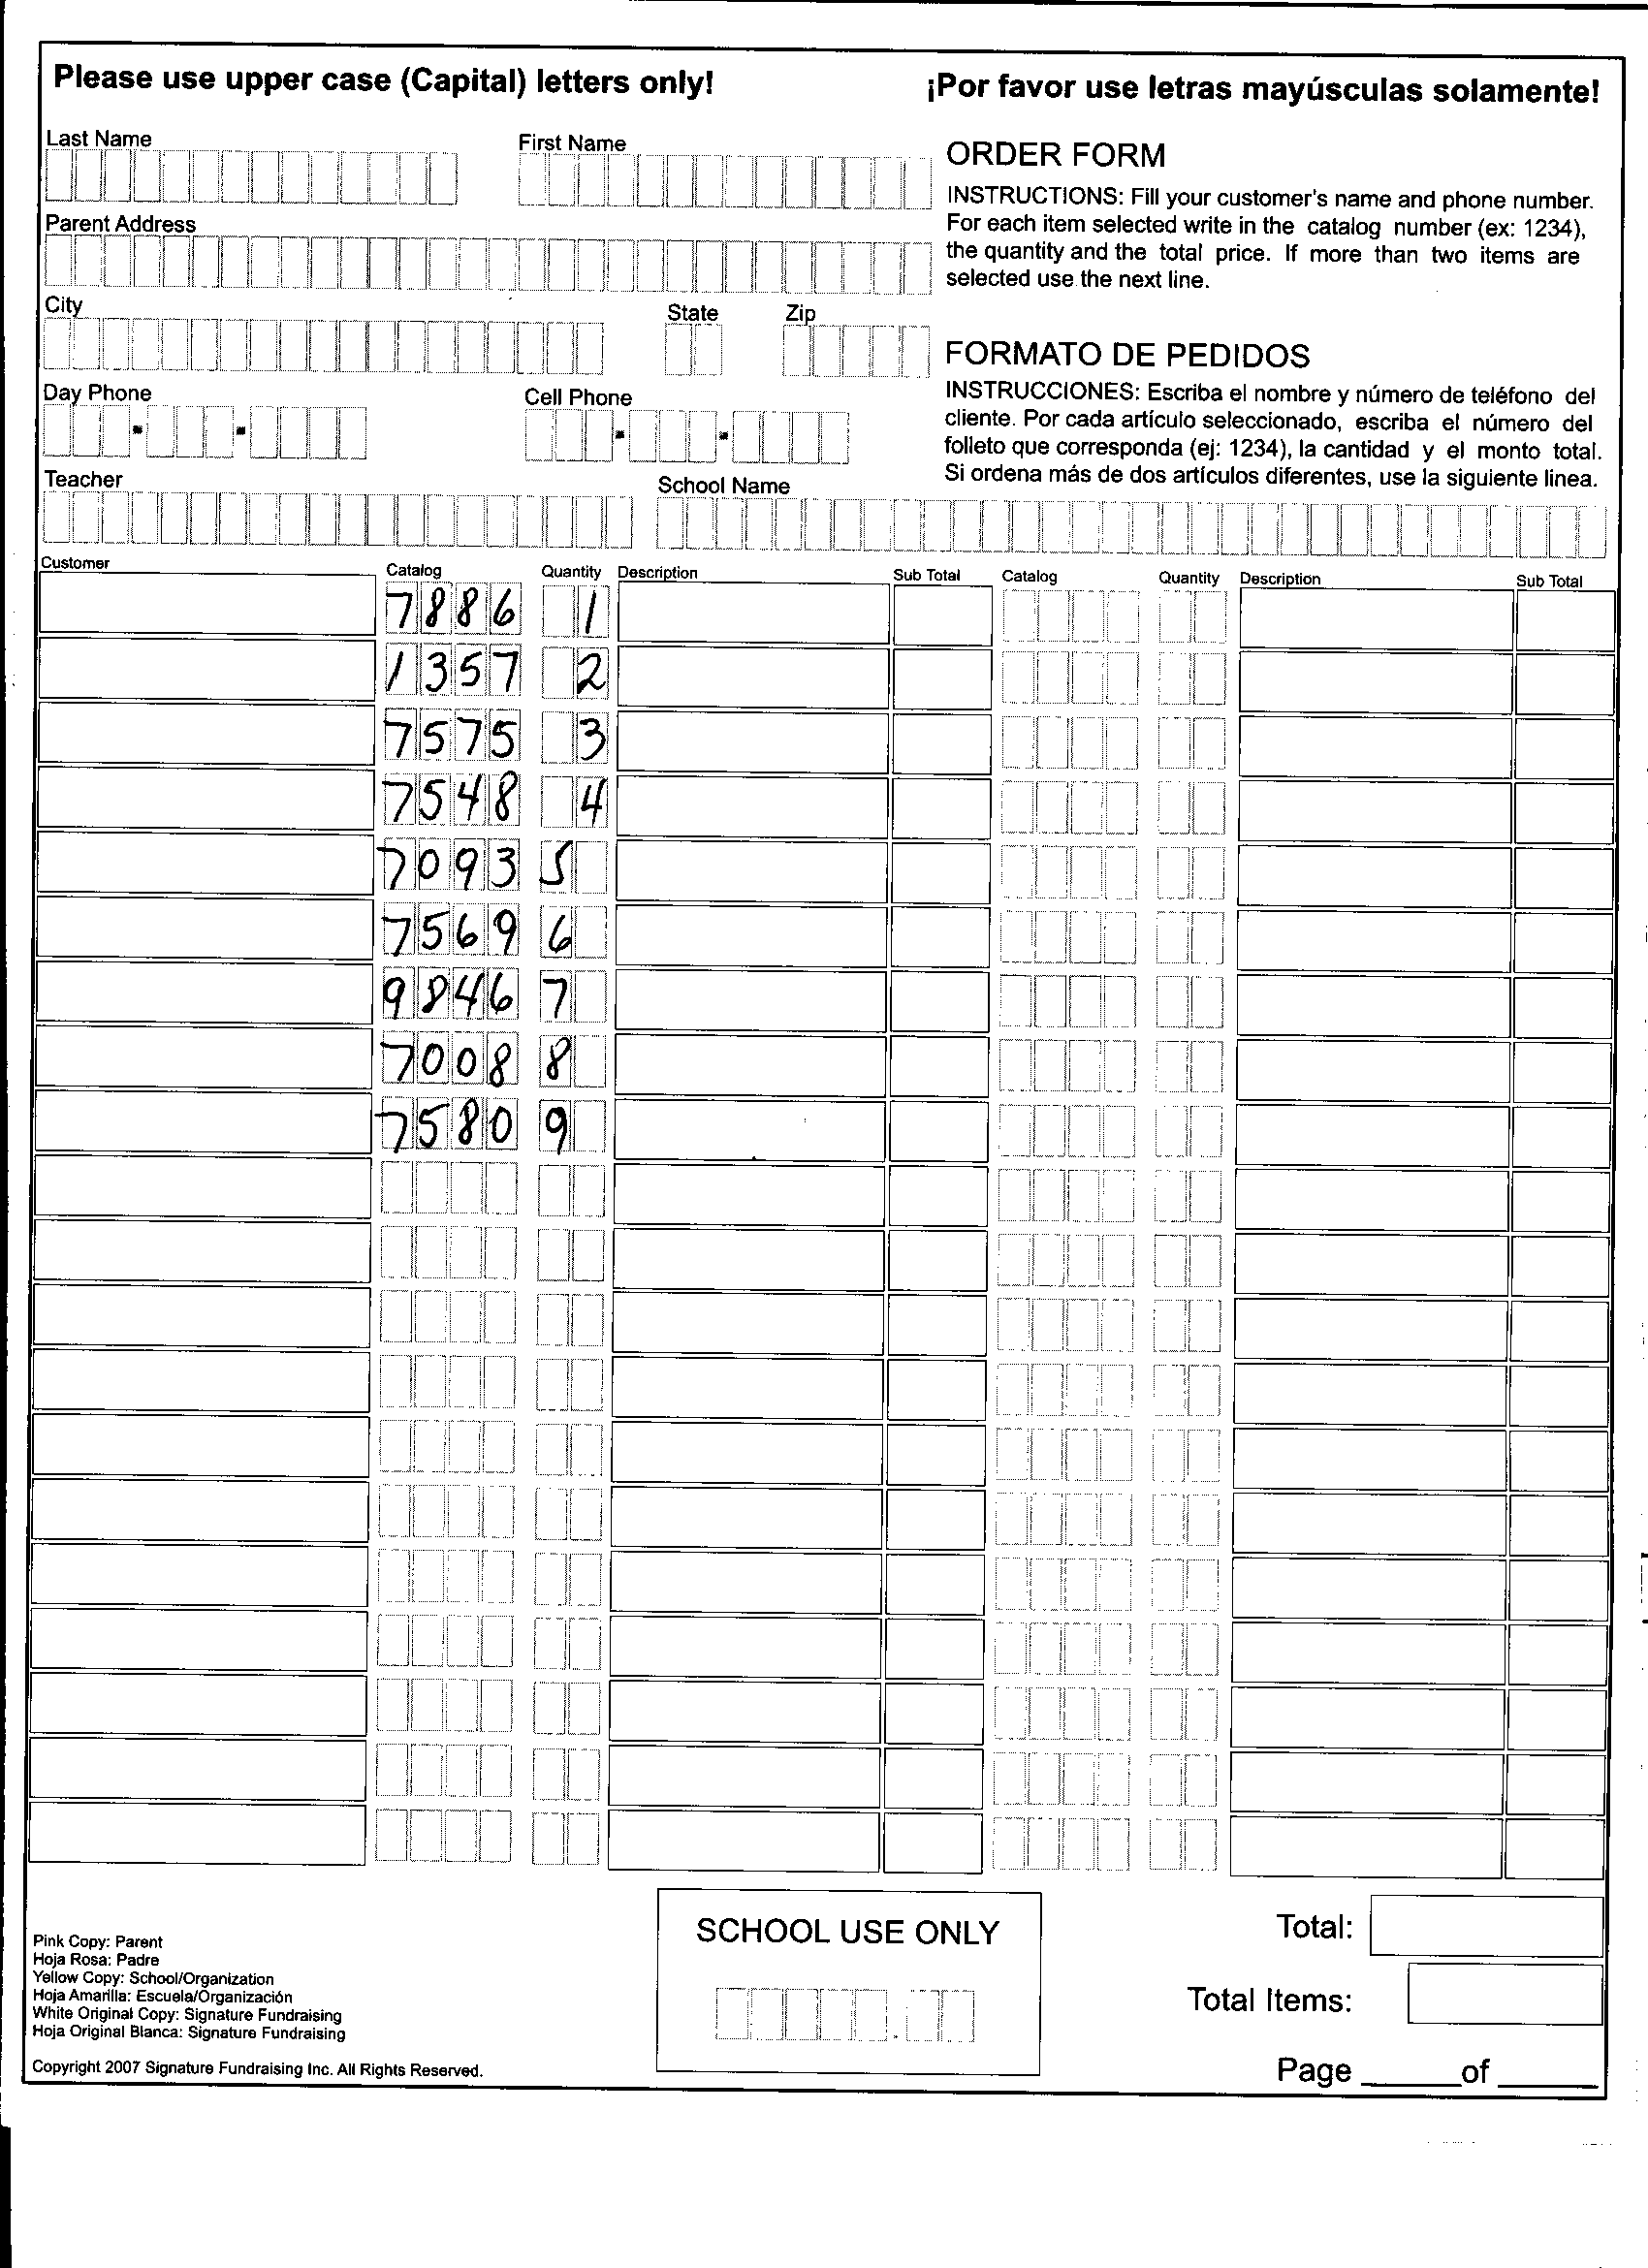 Please use upper case (Capital) letters only!
¡Por favor use letras mayúsculas solamente!
Last Name First Name
Parent Address
City State Zip
Day Phone Cell Phone
Teacher School Name
ORDER FORM
INSTRUCTIONS: Fill your customer's name and phone number.
For each item selected write in the catalog number (ex: 1234),
the quantity and the total price. If more than two items are
selected use the next line.
FORMATO DE PEDIDOS
INSTRUCCIONES: Escriba el nombre y número de teléfono del
cliente. Por cada artículo seleccionado, escriba el número del
folleto que corresponda (ej: 1234), la cantidad y el monto total.
Si ordena más de dos artículos diferentes, use la siguiente linea.
Customer Catalog Quantity Description Sub Total Catalog Quantity Description Sub Total
7886 1
1357 2
7575 3
7548 4
7093 5
7569 6
9846 7
7008 8
7580 9
Pink Copy: Parent
Hoja Rosa: Padre
Yellow Copy: School/Organization
Hoja Amarilla: Escuela/Organización
White Original Copy: Signature Fundraising
Hoja Original Blanca: Signature Fundraising
Copyright 2007 Signature Fundraising Inc. All Rights Reserved.
SCHOOL USE ONLY
.
Total:
Total Items:
Page ______of ______